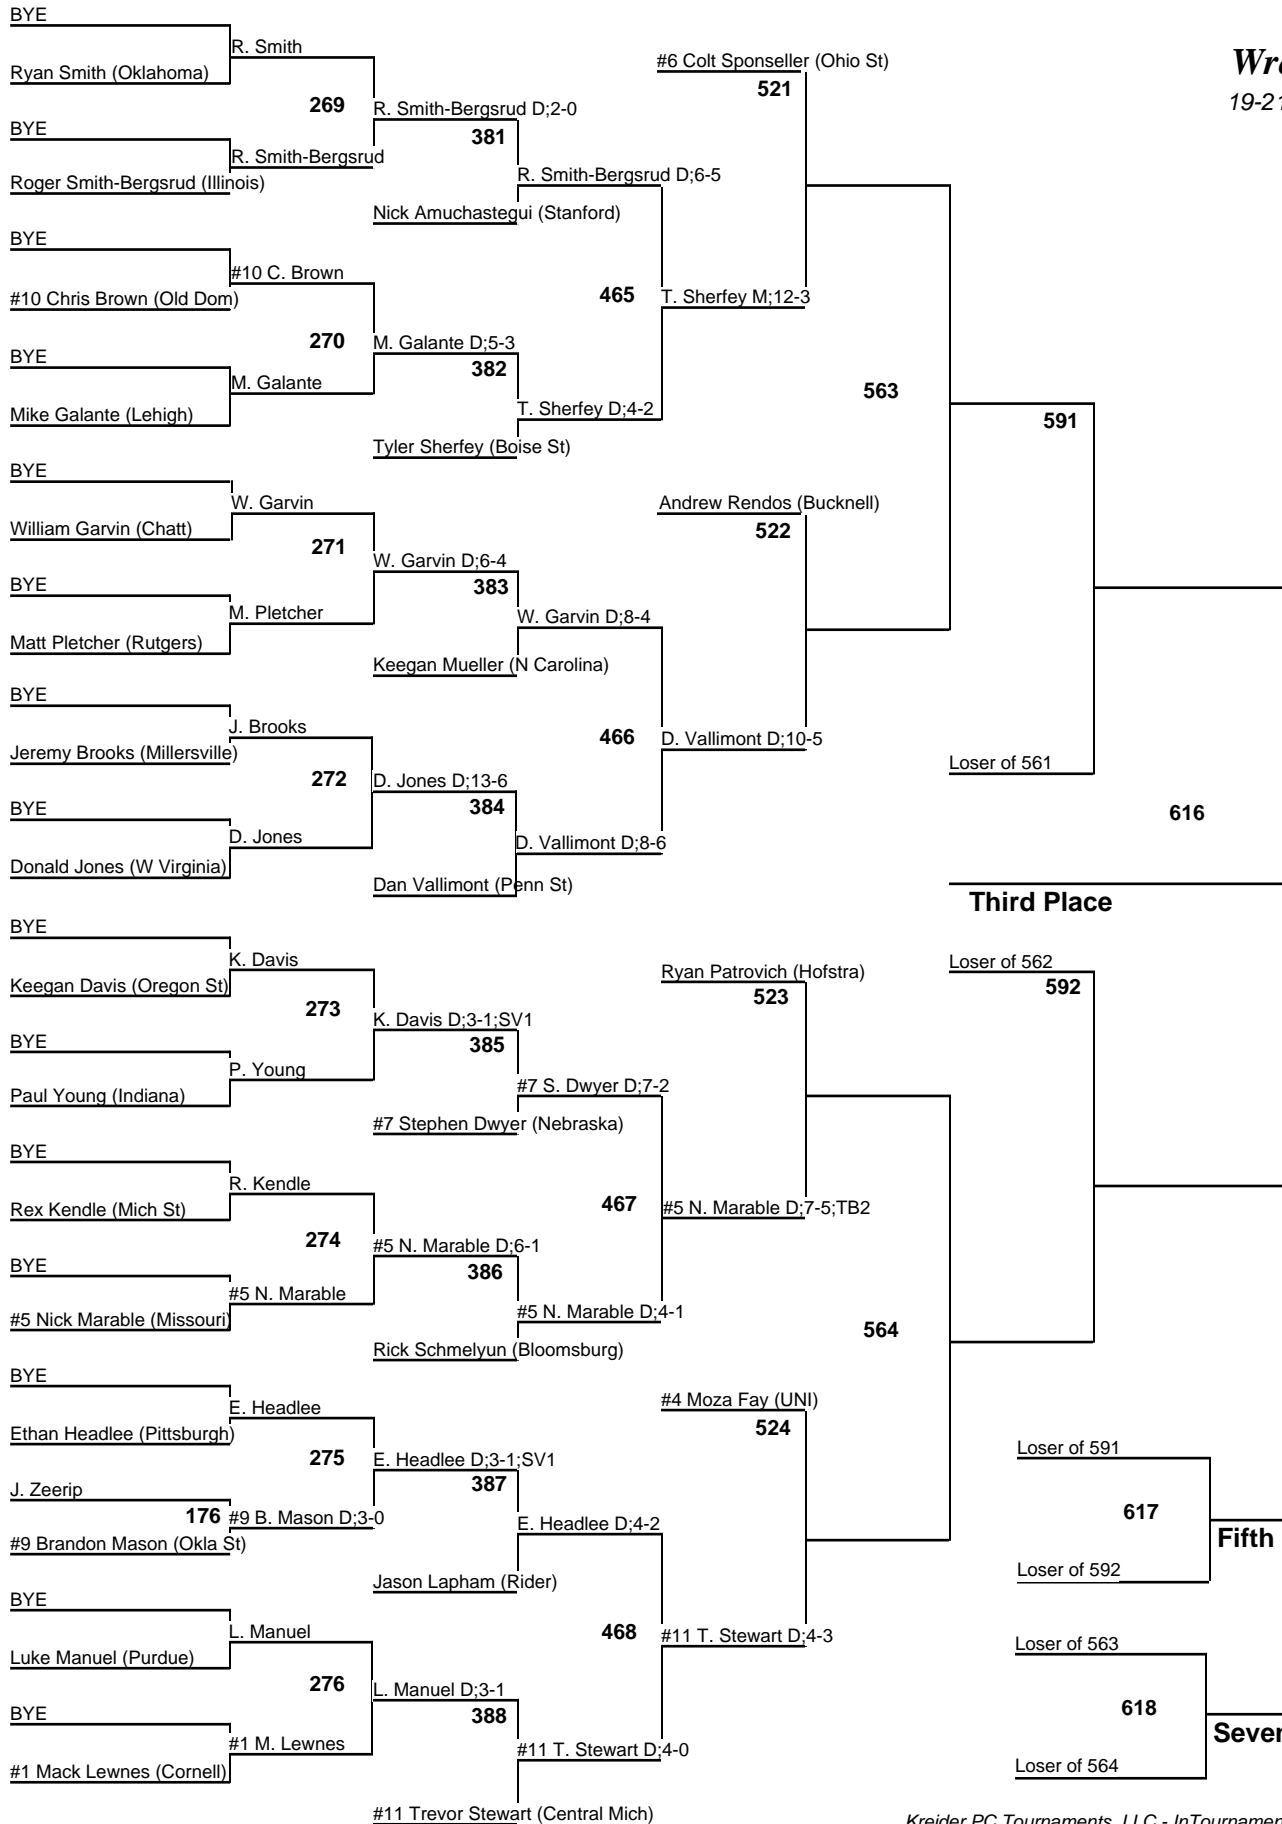 BYE
R. Smith
Ryan Smith (Oklahoma)
269
R. Smith-Bergsrud D;2-0
BYE
381
R. Smith-Bergsrud
Roger Smith-Bergsrud (Illinois)
R. Smith-Bergsrud D;6-5
Nick Amuchastegui (Stanford)
BYE
#10 C. Brown
#10 Chris Brown (Old Dom)
465
T. Sherfey M;12-3
270
M. Galante D;5-3
BYE
382
M. Galante
Mike Galante (Lehigh)
T. Sherfey D;4-2
Tyler Sherfey (Boise St)
#6 Colt Sponseller (Ohio St)
521
563
591
19-21
BYE
W. Garvin
William Garvin (Chatt)
271
W. Garvin D;6-4
BYE
383
M. Pletcher
Matt Pletcher (Rutgers)
W. Garvin D;8-4
Keegan Mueller (N Carolina)
Andrew Rendos (Bucknell)
522
BYE
J. Brooks
Jeremy Brooks (Millersville)
466
D. Vallimont D;10-5
272
D. Jones D;13-6
BYE
384
D. Jones
Donald Jones (W Virginia)
D. Vallimont D;8-6
Dan Vallimont (Penn St)
Loser of 561
616
Third Place
BYE
K. Davis
Keegan Davis (Oregon St)
273
K. Davis D;3-1;SV1
BYE
385
P. Young
Paul Young (Indiana)
#7 S. Dwyer D;7-2
#7 Stephen Dwyer (Nebraska)
Ryan Patrovich (Hofstra)
523
Loser of 562
592
BYE
R. Kendle
Rex Kendle (Mich St)
467
#5 N. Marable D;7-5;TB2
274
#5 N. Marable D;6-1
BYE
386
#5 N. Marable
#5 Nick Marable (Missouri)
#5 N. Marable D;4-1
Rick Schmelyun (Bloomsburg)
564
BYE
E. Headlee
Ethan Headlee (Pittsburgh)
275
E. Headlee D;3-1;SV1
J. Zeerip
387
176
#9 B. Mason D;3-0
#9 Brandon Mason (Okla St)
E. Headlee D;4-2
Jason Lapham (Rider)
#4 Moza Fay (UNI)
524
Loser of 591
617
Fifth
Loser of 592
BYE
L. Manuel
Luke Manuel (Purdue)
468
#11 T. Stewart D;4-3
276
L. Manuel D;3-1
BYE
388
#1 M. Lewnes
#1 Mack Lewnes (Cornell)
#11 T. Stewart D;4-0
#11 Trevor Stewart (Central Mich)
Loser of 563
618
Loser of 564
Kreider PC Tournaments, LLC - InTournament